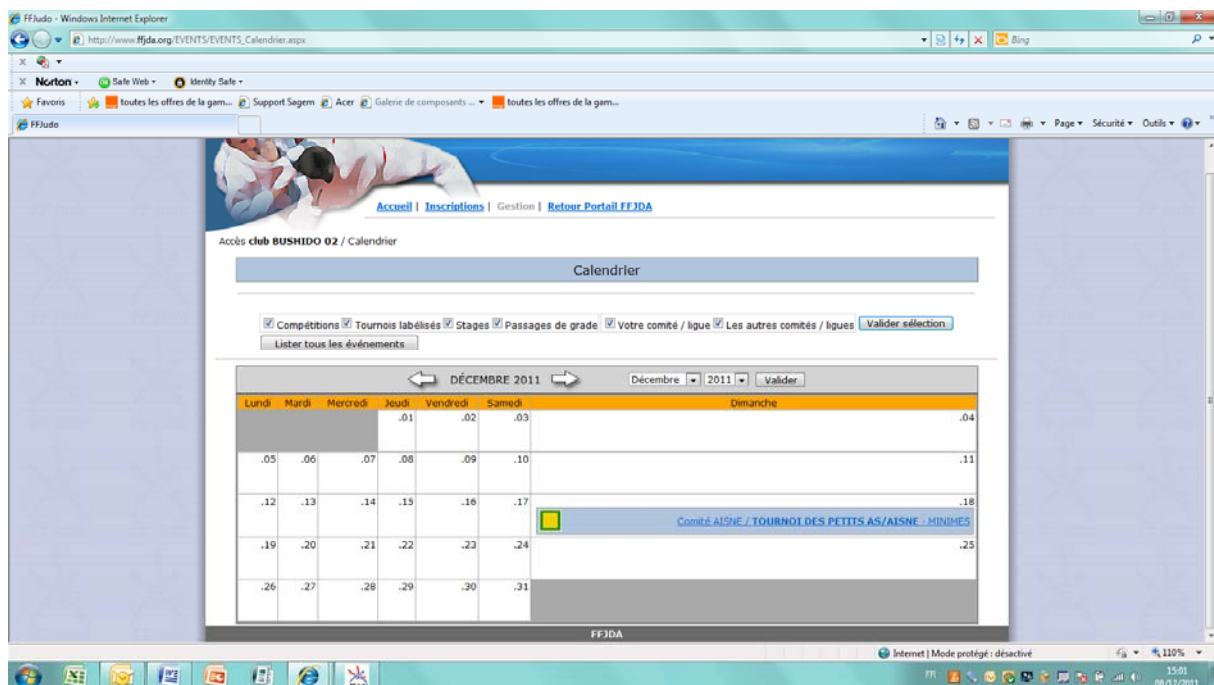 FFJudo - Windows Internet Explorer
http://www.ffjda.org/EVENTS/EVENTS_Calendrier.aspx
Bing
Norton
Safe Web
Identity Safe
Favoris toutes les offres de la gam... Support Sagem Acer Galerie de composants ... toutes les offres de la gam...
FFJudo
Page Sécurité Outils
Accueil | Inscriptions | Gestion | Retour Portail FFJDA
Accès club BUSHIDO 02 / Calendrier
Calendrier
Compétitions Tournois labélisés Stages Passages de grade Votre comité / ligue Les autres comités / ligues Valider sélection
Lister tous les événements
DÉCEMBRE 2011 Décembre 2011 Valider
Lundi Mardi Mercredi Jeudi Vendredi Samedi Dimanche
.01 .02 .03 .04
.05 .06 .07 .08 .09 .10 .11
.12 .13 .14 .15 .16 .17 .18
Comité AISNE / TOURNOI DES PETITS AS/AISNE - MINIMES
.19 .20 .21 .22 .23 .24 .25
.26 .27 .28 .29 .30 .31
FFJDA
Internet | Mode protégé : désactivé 110%
FR
15:01
08/12/2011